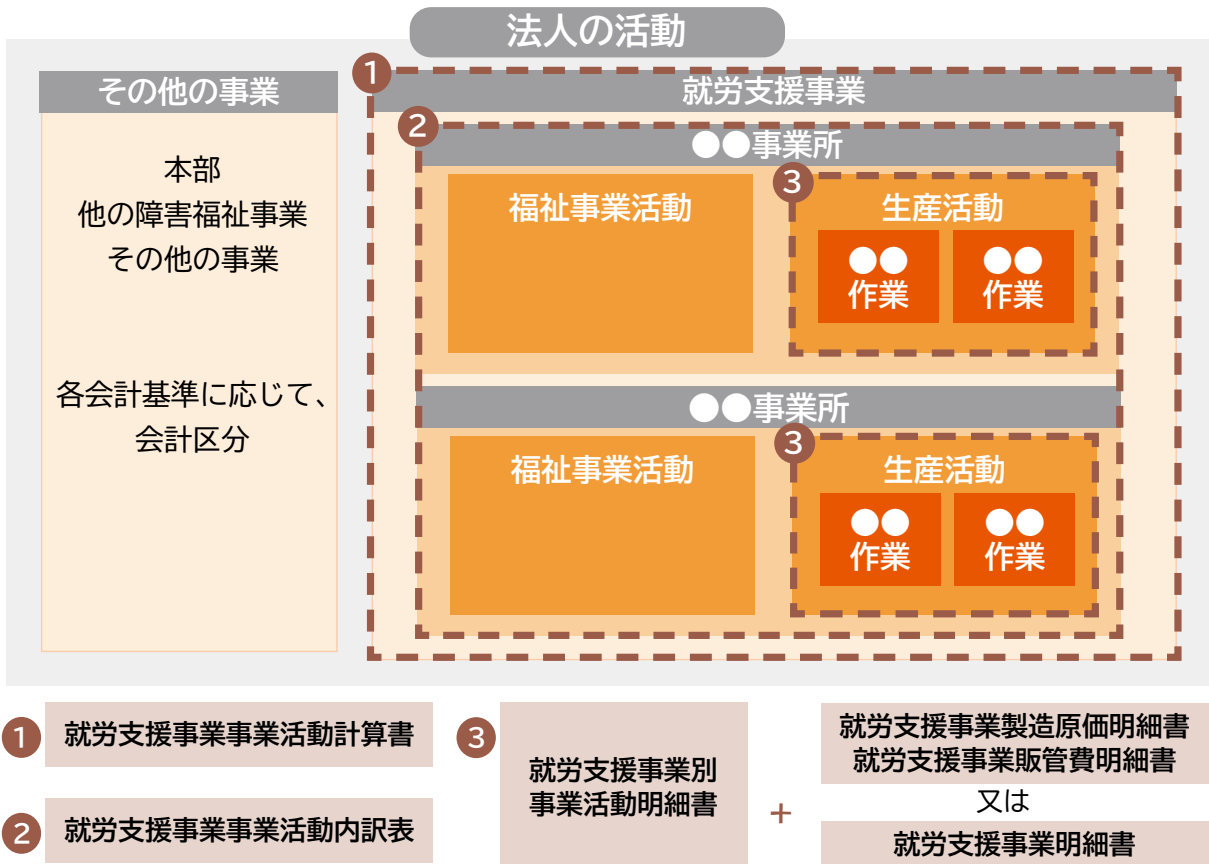 法人の活動
その他の事業
本部
他の障害福祉事業
その他の事業
各会計基準に応じて、
会計区分
1
就労支援事業
2
●●事業所
福祉事業活動
3
生産活動
●●
作業
●●
作業
●●事業所
福祉事業活動
3
生産活動
●●
作業
●●
作業
1
就労支援事業事業活動計算書
2
就労支援事業事業活動内訳表
3
就労支援事業別
事業活動明細書
+
就労支援事業製造原価明細書
就労支援事業販管費明細書
又は
就労支援事業明細書